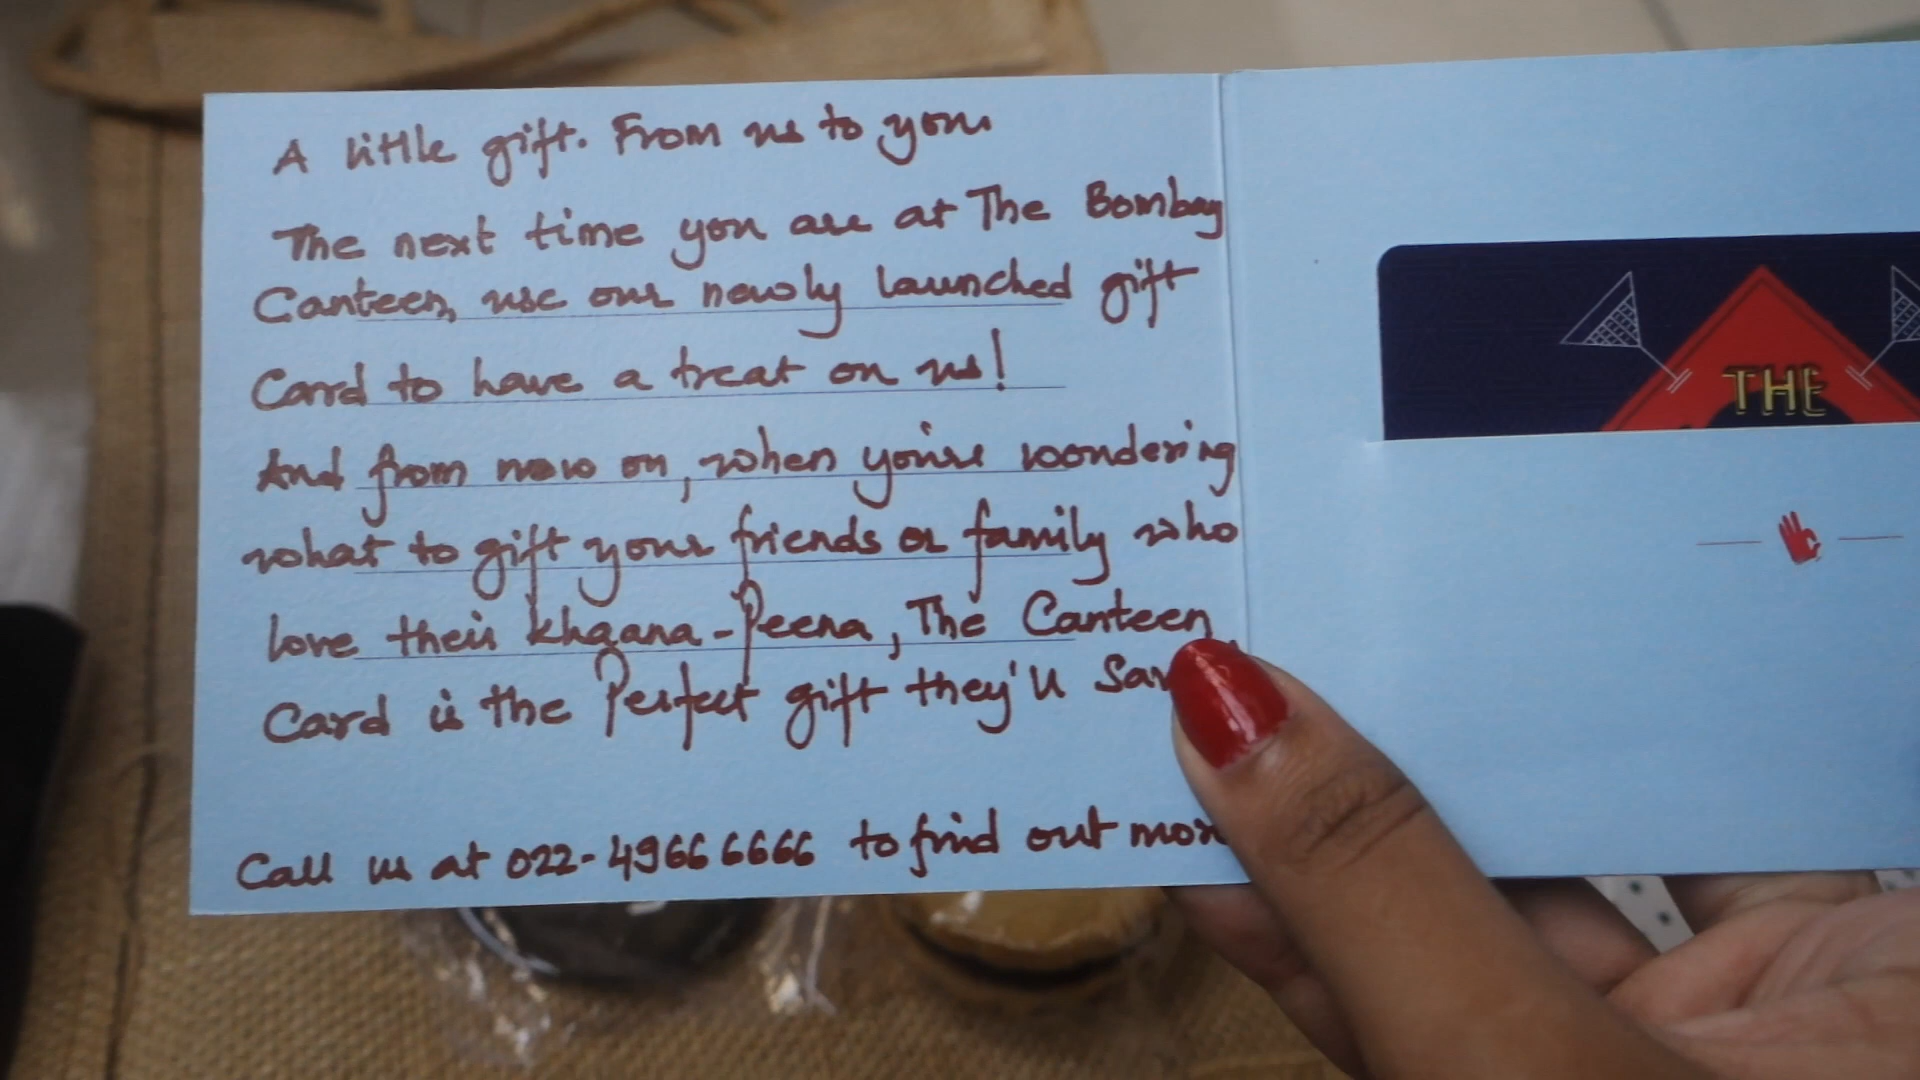 A little gift. From us to you
The next time you are at The Bombay
Canteen, use our newly launched gift
Card to have a treat on us!
And from now on, when you're wondering
what to gift your friends or family who
love their khaana-Peena, The Canteen
Card is the Perfect gift they'll
Call us at 022-4966 6666 to find out
THE